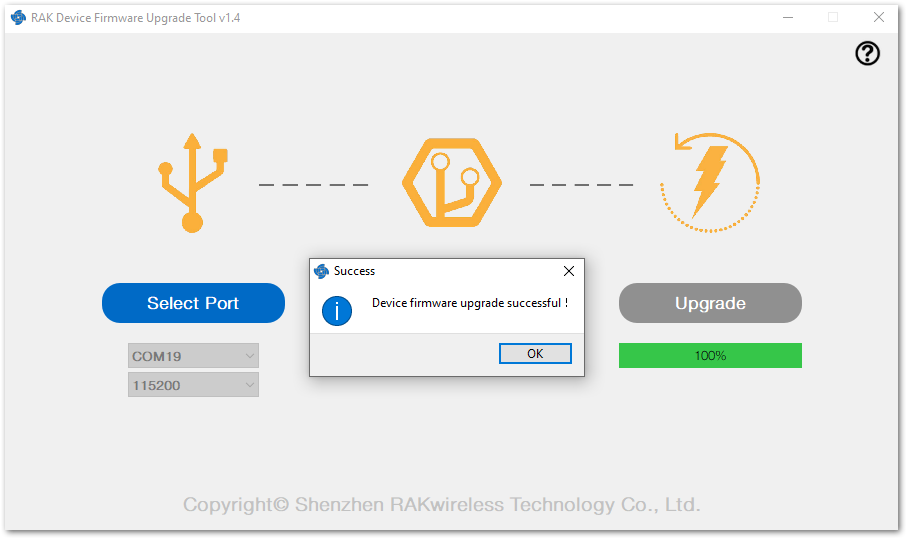 RAK Device Firmware Upgrade Tool v1.4
Success
Device firmware upgrade successful !
OK
Select Port
COM19
115200
Upgrade
100%
Copyright© Shenzhen RAKwireless Technology Co., Ltd.